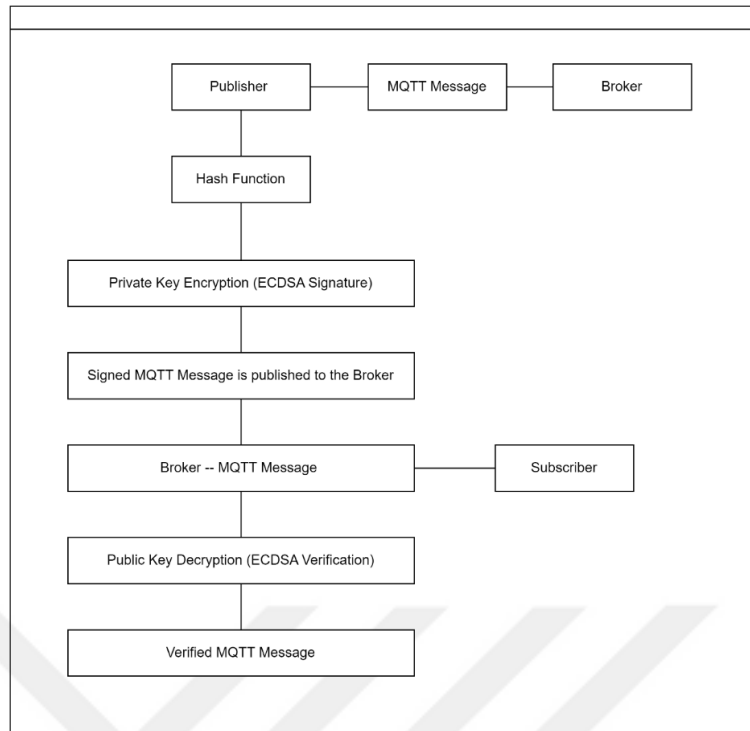 Publisher
MQTT Message
Broker
Hash Function
Private Key Encryption (ECDSA Signature)
Signed MQTT Message is published to the Broker
Broker -- MQTT Message
Subscriber
Public Key Decryption (ECDSA Verification)
Verified MQTT Message